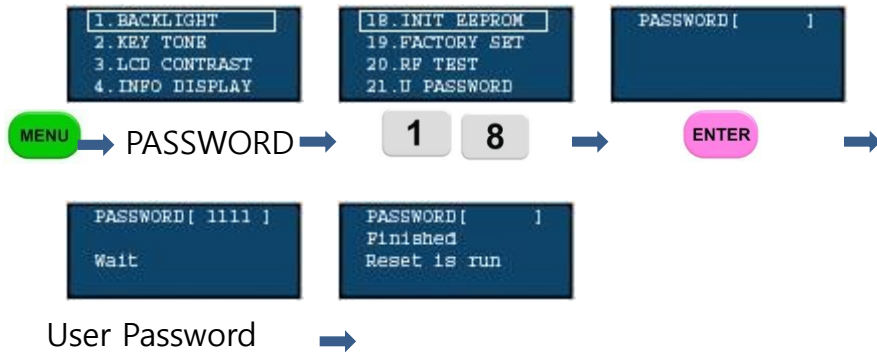 1.BACKLIGHT
2.KEY TONE
3.LCD CONTRAST
4.INFO DISPLAY
18.INIT EEPROM
19.FACTORY SET
20.RF TEST
21.U PASSWORD
PASSWORD[ ]
MENU
PASSWORD
1 8
ENTER
PASSWORD[ 1111 ]
Wait
PASSWORD[ ]
Finished
Reset is run
User Password